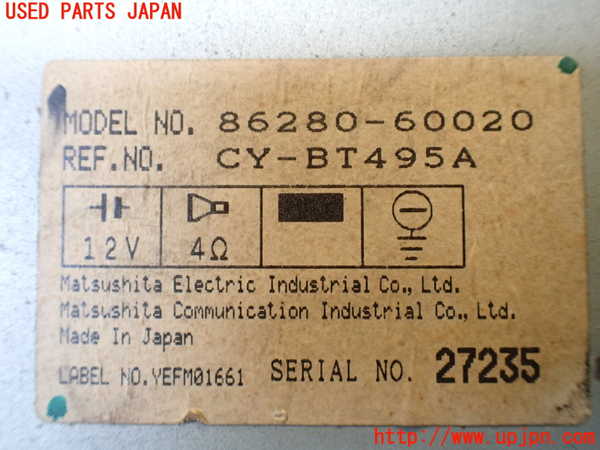 USED PARTS JAPAN
MODEL NO. 86280-60020
REF.NO. CY-BT495A
12V 4Ω
Matsushita Electric Industrial Co., Ltd.
Matsushita Communication Industrial Co., Ltd.
Made In Japan
LABEL NO.YEFM01661 SERIAL NO. 27235
http://www.upjpn.com/